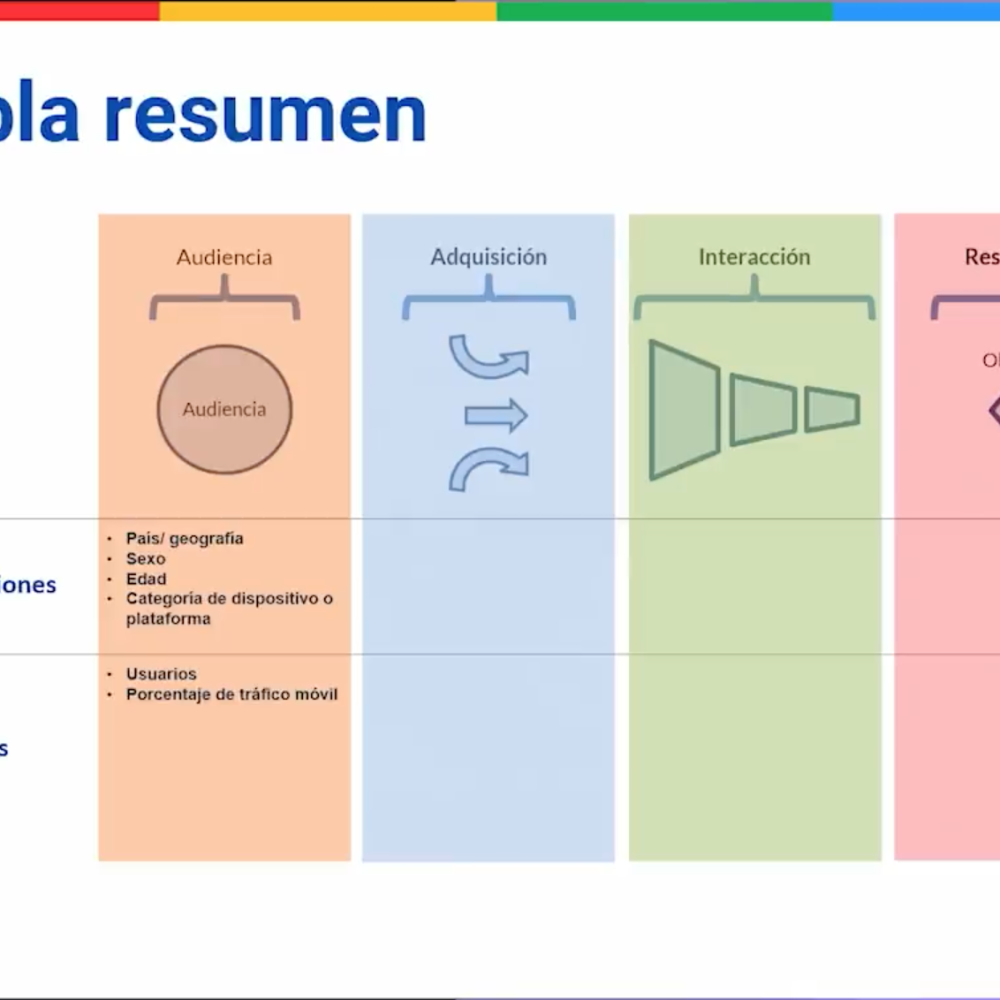 bla resumen
Audiencia
Adquisición
Interacción
Res
Audiencia
Ol
iones
• País/ geografía
• Sexo
• Edad
• Categoría de dispositivo o
plataforma
s
• Usuarios
• Porcentaje de tráfico móvil